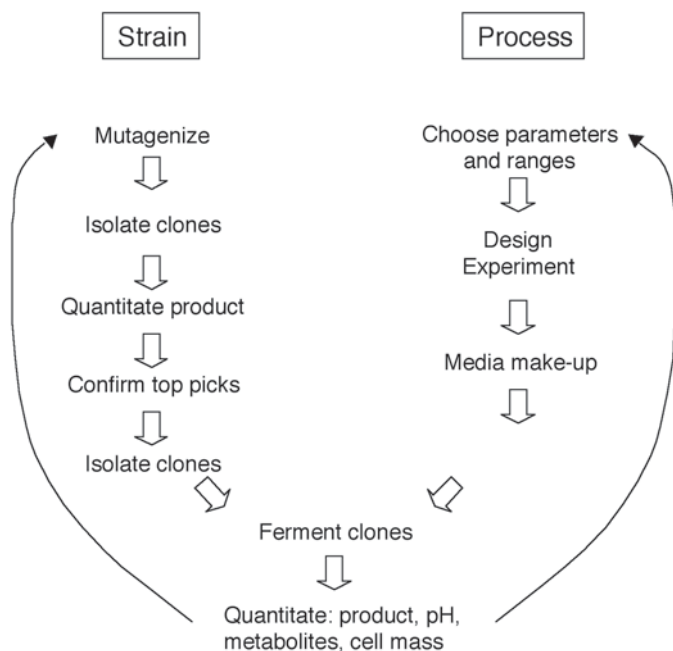 Strain
Process
Mutagenize
Choose parameters
and ranges
Isolate clones
Design
Experiment
Quantitate product
Media make-up
Confirm top picks
Isolate clones
Ferment clones
Quantitate: product, pH,
metabolites, cell mass